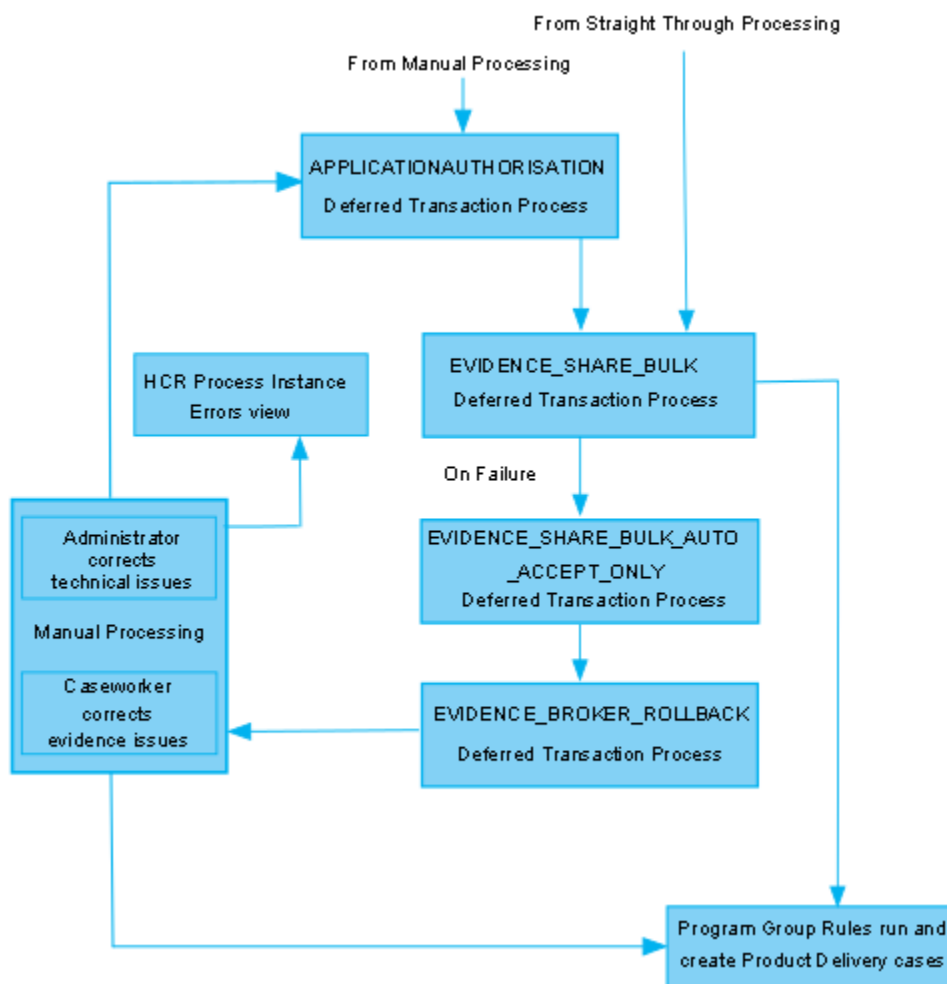 From Straight Through Processing
From Manual Processing
APPLICATIONAUTHORISATION
Deferred Transaction Process
EVIDENCE_SHARE_BULK
Deferred Transaction Process
HCR Process Instance
Errors view
On Failure
EVIDENCE_SHARE_BULK_AUTO
_ACCEPT_ONLY
Deferred Transaction Process
Administrator
corrects
technical issues
Manual Processing
Caseworker
corrects
evidence issues
EVIDENCE_BROKER_ROLLBACK
Deferred Transaction Process
Program Group Rules run and
create Product Delivery cases